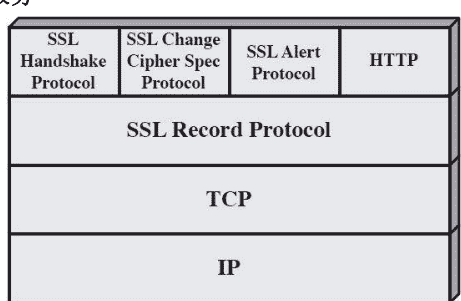 SSL
Handshake
Protocol
SSL Change
Cipher Spec
Protocol
SSL Alert
Protocol
HTTP
SSL Record Protocol
TCP
IP